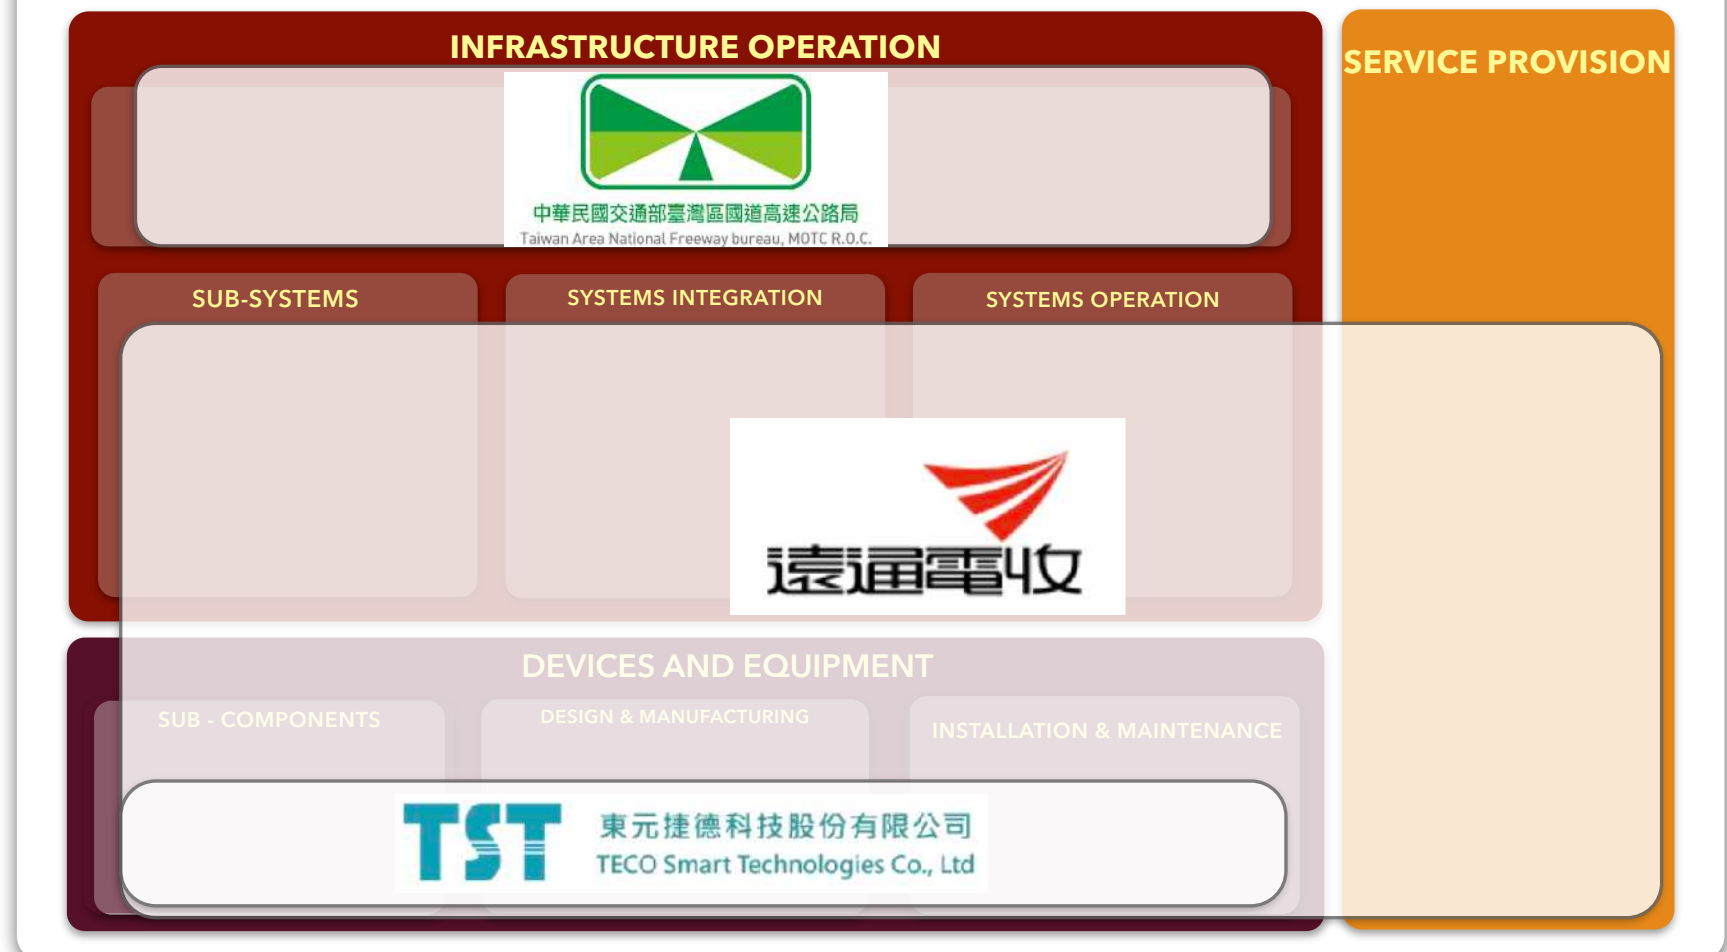 INFRASTRUCTURE OPERATION
SERVICE PROVISION
中華民國交通部臺灣區國道高速公路局
Taiwan Area National Freeway bureau, MOTC R.O.C.
SUB-SYSTEMS
SYSTEMS INTEGRATION
SYSTEMS OPERATION
遠通電收
DEVICES AND EQUIPMENT
SUB - COMPONENTS
DESIGN & MANUFACTURING
INSTALLATION & MAINTENANCE
TST
東元捷德科技股份有限公司
TECO Smart Technologies Co., Ltd